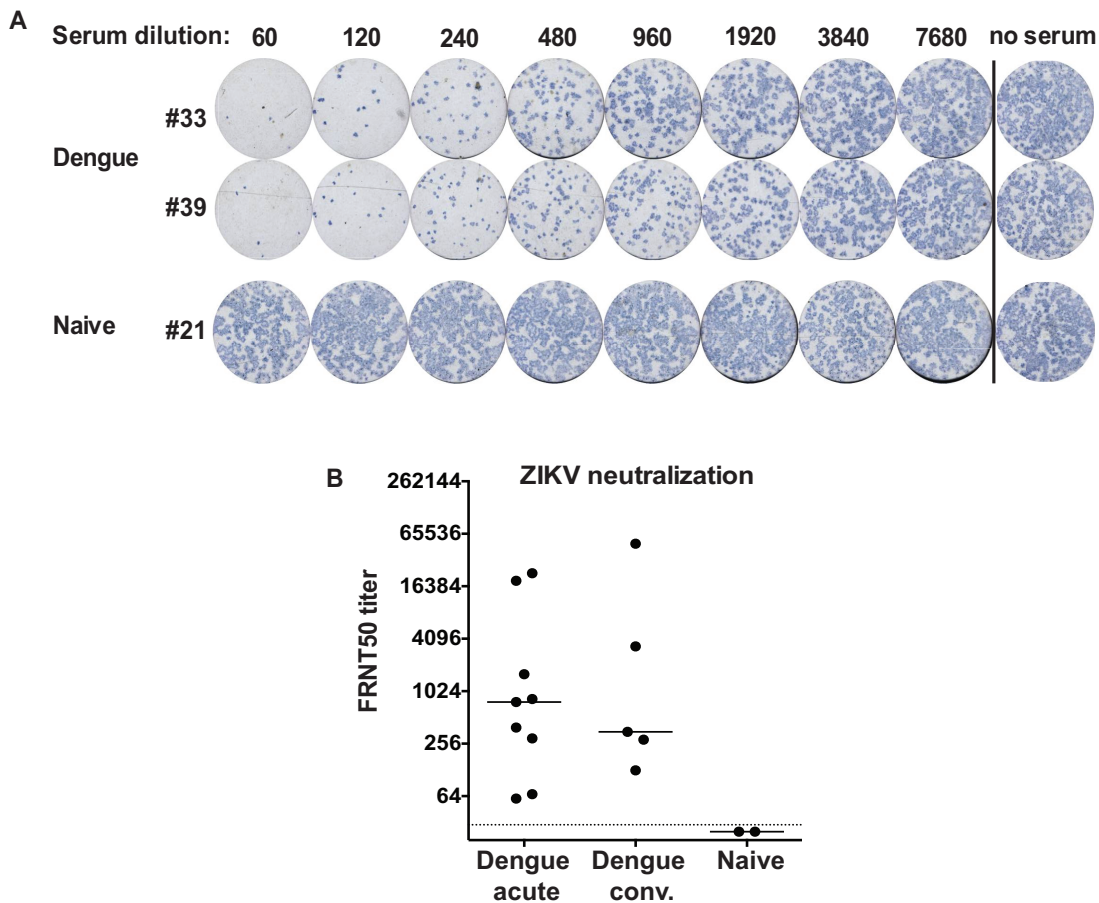 A
Serum dilution: 60 120 240 480 960 1920 3840 7680 no serum
#33
Dengue
#39
Naive #21
B
ZIKV neutralization
262144
65536
16384
4096
1024
256
64
FRNT50 titer
Dengue acute
Dengue conv.
Naive